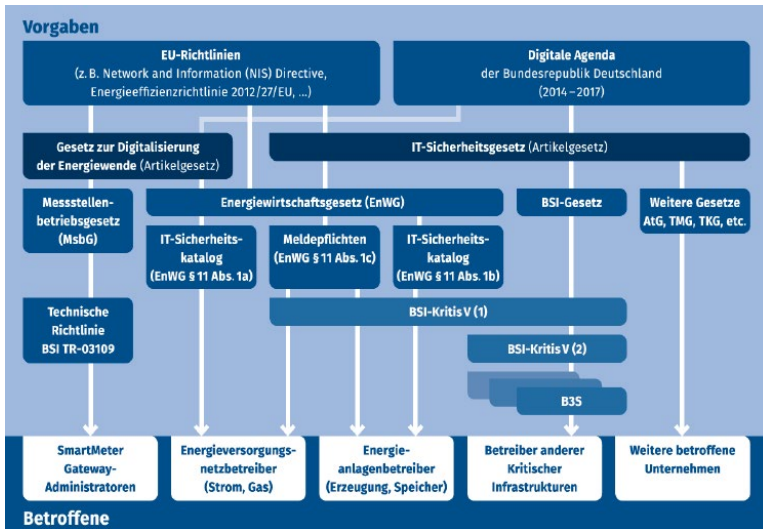 Vorgaben
EU-Richtlinien
(z. B. Network and Information (NIS) Directive,
Energieeffizienzrichtlinie 2012/27/EU, ...)
Digitale Agenda
der Bundesrepublik Deutschland
(2014 – 2017)
Gesetz zur Digitalisierung
der Energiewende (Artikelgesetz)
IT-Sicherheitsgesetz (Artikelgesetz)
Messstellen-
betriebsgesetz
(MsbG)
Energiewirtschaftsgesetz (EnWG)
BSI-Gesetz
Weitere Gesetze
AtG, TMG, TKG, etc.
IT-Sicherheits-
katalog
(EnWG § 11 Abs. 1a)
Meldepflichten
(EnWG § 11 Abs. 1c)
IT-Sicherheits-
katalog
(EnWG § 11 Abs. 1b)
Technische
Richtlinie
BSI TR-03109
BSI-Kritis V (1)
BSI-Kritis V (2)
B3S
SmartMeter
Gateway-
Administratoren
Energieversorgungs-
netzbetreiber
(Strom, Gas)
Energie-
anlagenbetreiber
(Erzeugung, Speicher)
Betreiber anderer
Kritischer
Infrastrukturen
Weitere betroffene
Unternehmen
Betroffene